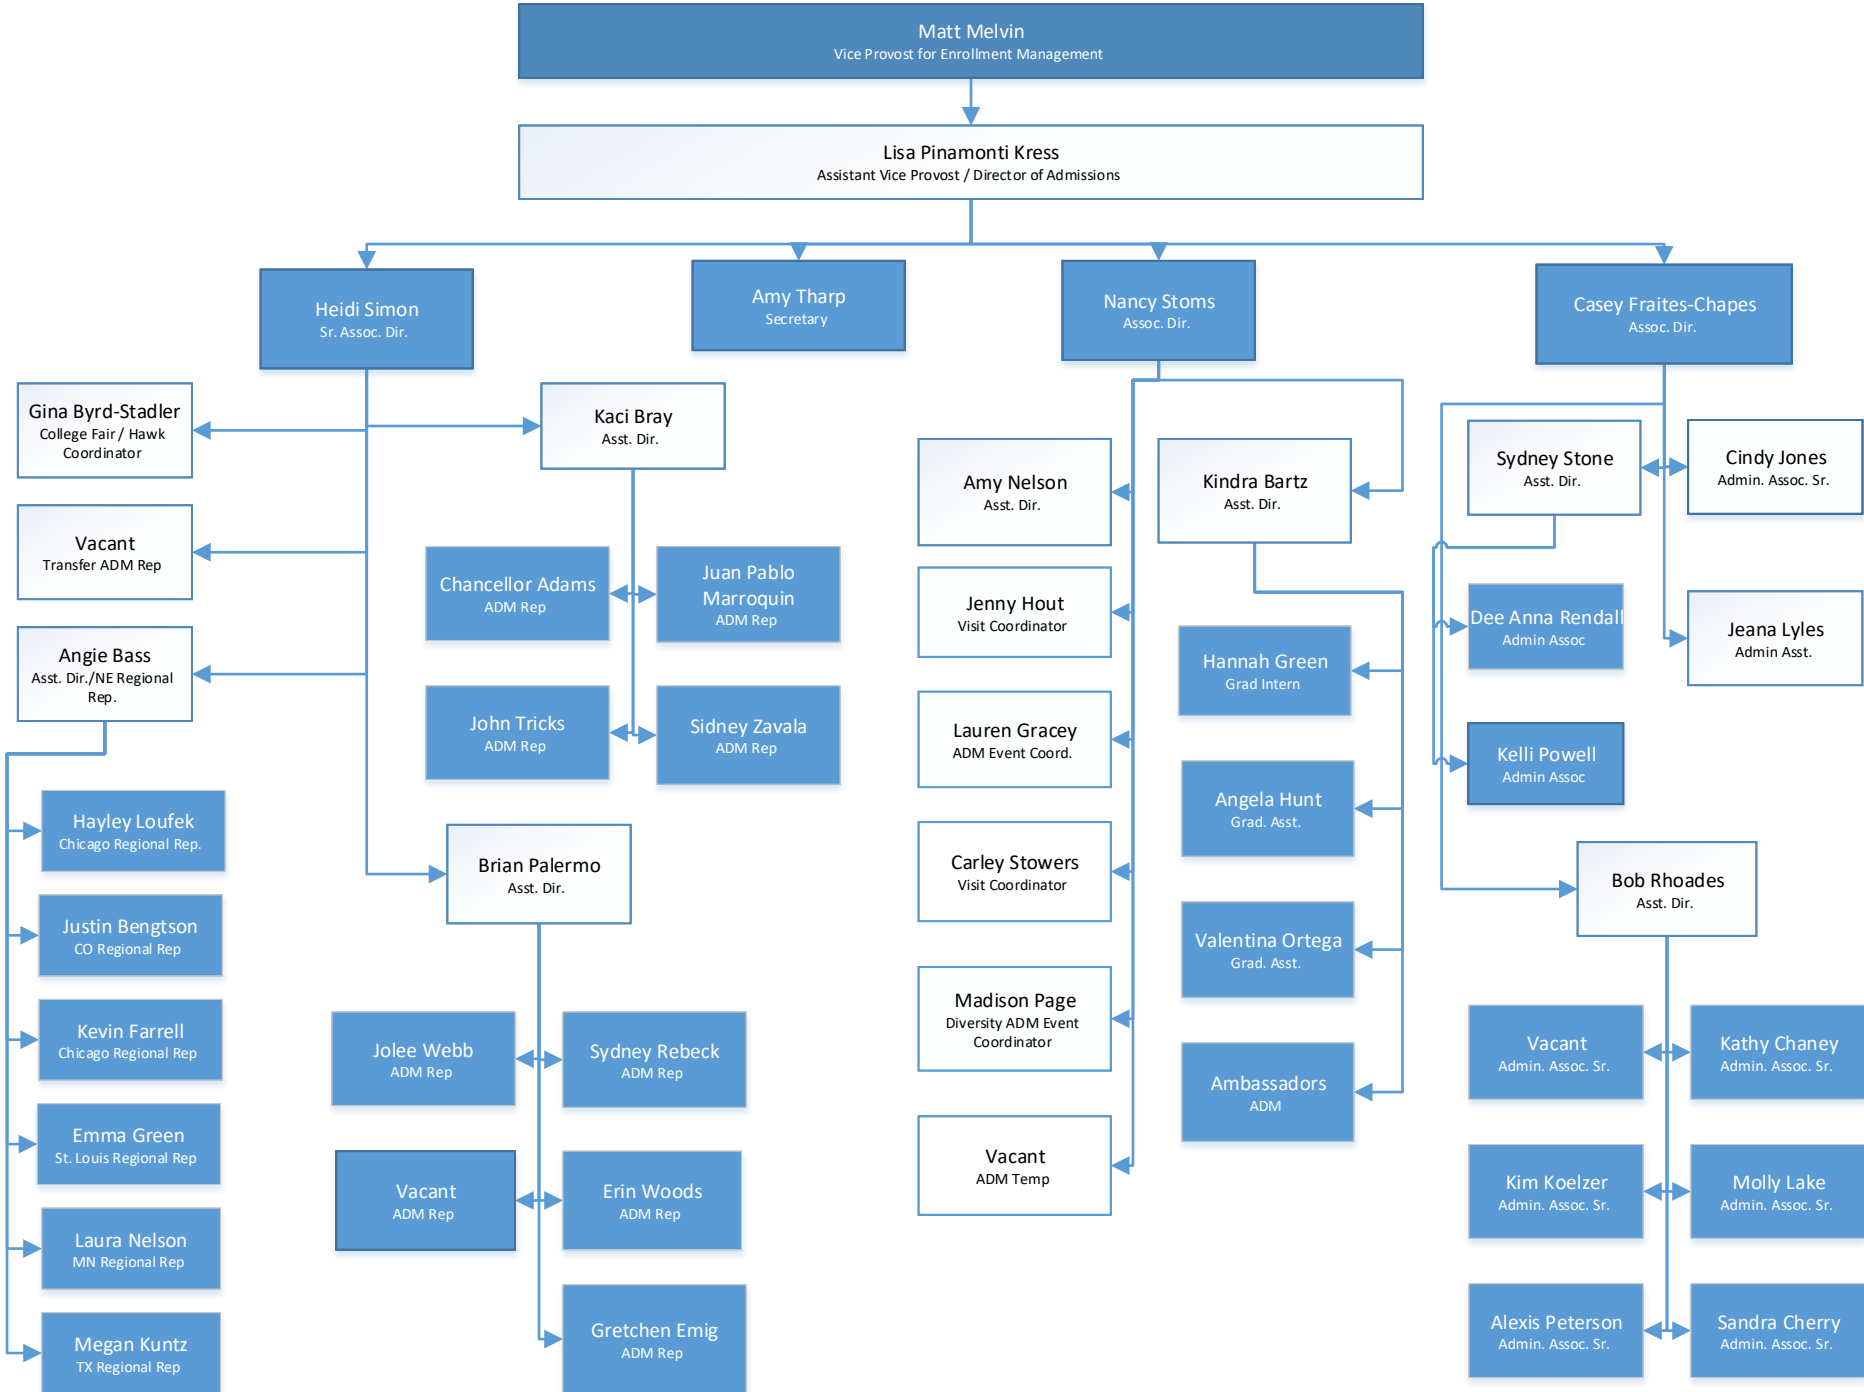 Matt Melvin
Vice Provost for Enrollment Management
Lisa Pinamonti Kress
Assistant Vice Provost / Director of Admissions
Heidi Simon
Sr. Assoc. Dir.
Amy Tharp
Secretary
Nancy Stoms
Assoc. Dir.
Casey Fraites-Chapes
Assoc. Dir.
Gina Byrd-Stadler
College Fair / Hawk
Coordinator
Vacant
Transfer ADM Rep
Angie Bass
Asst. Dir./NE Regional
Rep.
Hayley Loufek
Chicago Regional Rep.
Justin Bengtson
CO Regional Rep
Kevin Farrell
Chicago Regional Rep
Emma Green
St. Louis Regional Rep
Laura Nelson
MN Regional Rep
Megan Kuntz
TX Regional Rep
Kaci Bray
Asst. Dir.
Chancellor Adams
ADM Rep
Juan Pablo
Marroquin
ADM Rep
John Tricks
ADM Rep
Sidney Zavala
ADM Rep
Brian Palermo
Asst. Dir.
Jolee Webb
ADM Rep
Sydney Rebeck
ADM Rep
Vacant
ADM Rep
Erin Woods
ADM Rep
Gretchen Emig
ADM Rep
Amy Nelson
Asst. Dir.
Jenny Hout
Visit Coordinator
Lauren Gracey
ADM Event Coord.
Carley Stowers
Visit Coordinator
Madison Page
Diversity ADM Event
Coordinator
Vacant
ADM Temp
Kindra Bartz
Asst. Dir.
Hannah Green
Grad Intern
Angela Hunt
Grad. Asst.
Valentina Ortega
Grad. Asst.
Ambassadors
ADM
Sydney Stone
Asst. Dir.
Cindy Jones
Admin. Assoc. Sr.
Dee Anna Rendall
Admin Assoc
Jeana Lyles
Admin Asst.
Kelli Powell
Admin Assoc
Bob Rhoades
Asst. Dir.
Vacant
Admin. Assoc. Sr.
Kathy Chaney
Admin. Assoc. Sr.
Kim Koelzer
Admin. Assoc. Sr.
Molly Lake
Admin. Assoc. Sr.
Alexis Peterson
Admin. Assoc. Sr.
Sandra Cherry
Admin. Assoc. Sr.